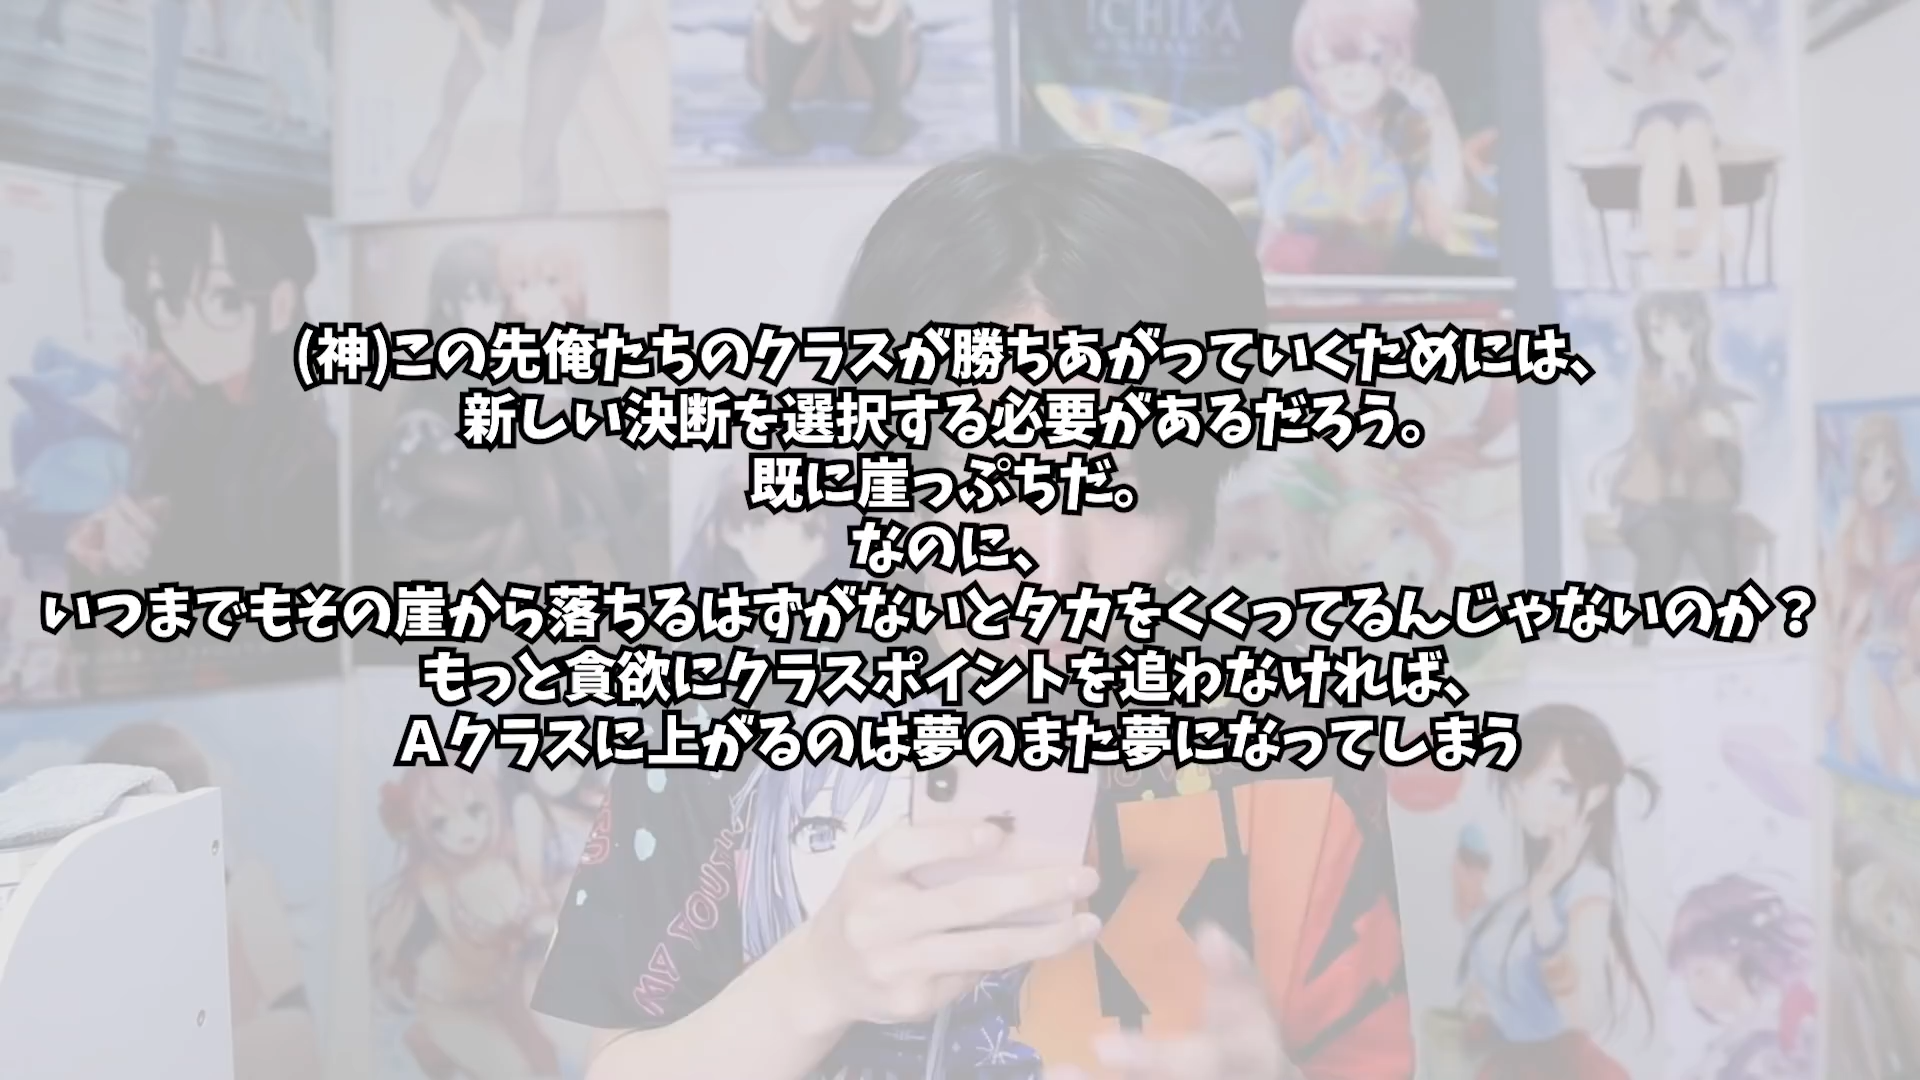 ICHIKA
(神)この先俺たちのクラスが勝ちあがっていくためには、
新しい決断を選択する必要があるだろう。
既に崖っぷちだ。
なのに、
いつまでもその崖から落ちるはずがないとタカをくくってるんじゃないのか？
もっと貪欲にクラスポイントを追わなければ、
Aクラスに上がるのは夢のまた夢になってしまう